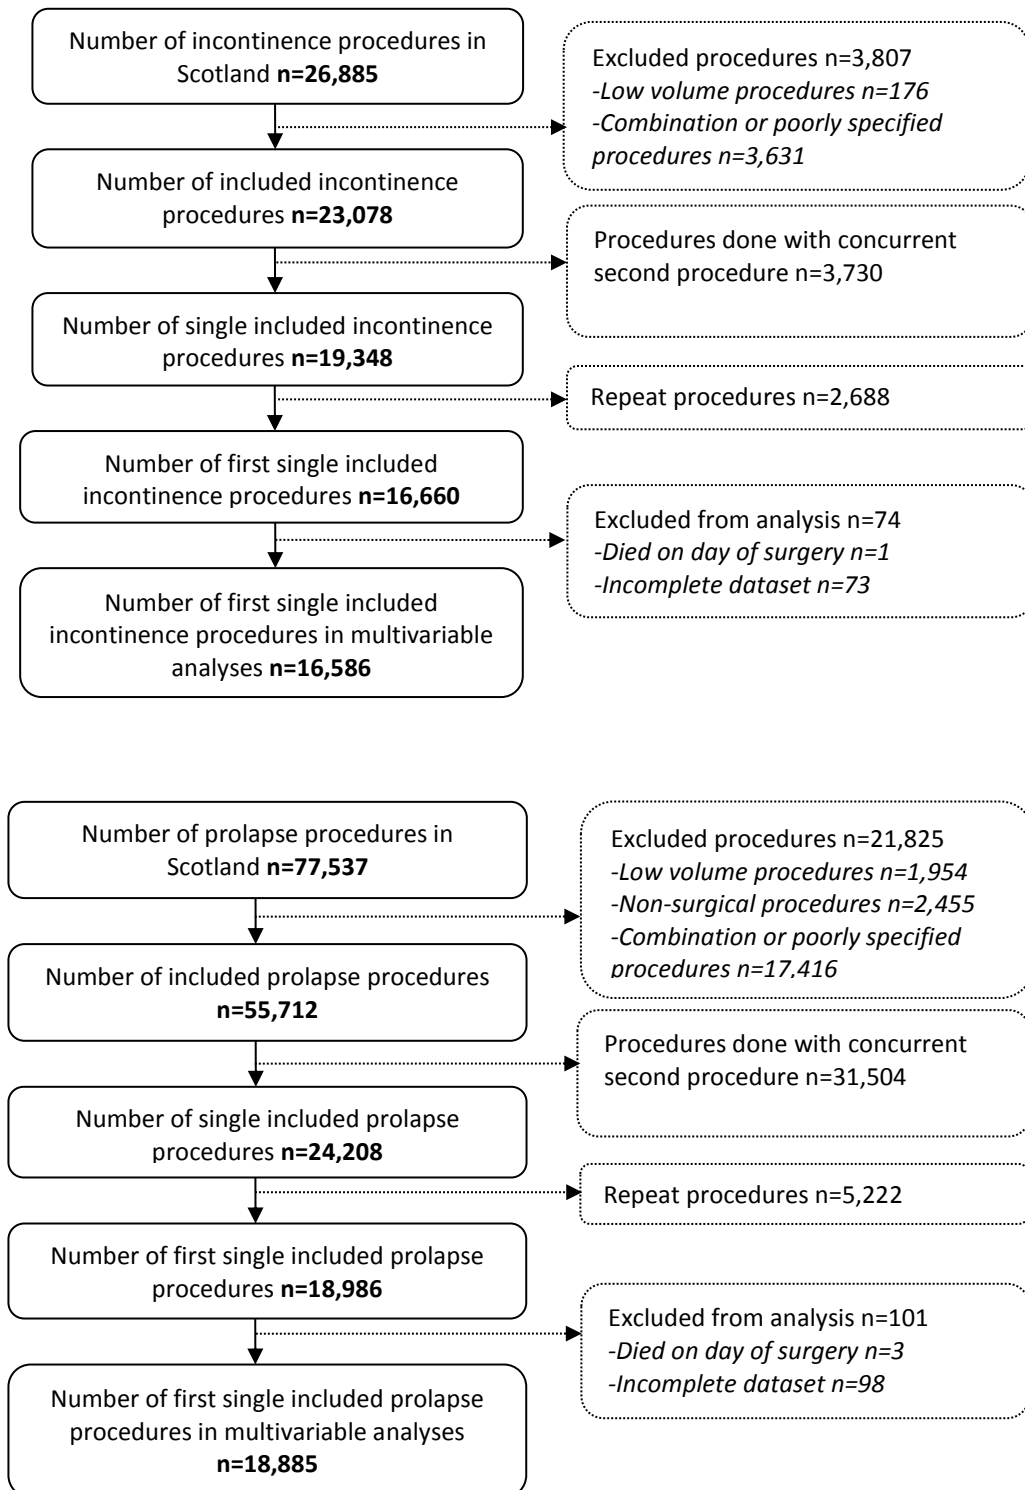 Number of incontinence procedures in
Scotland n=26,885
Excluded procedures n=3,807
-Low volume procedures n=176
-Combination or poorly specified
procedures n=3,631
Number of included incontinence
procedures n=23,078
Procedures done with concurrent
second procedure n=3,730
Number of single included incontinence
procedures n=19,348
Repeat procedures n=2,688
Number of first single included
incontinence procedures n=16,660
Excluded from analysis n=74
-Died on day of surgery n=1
-Incomplete dataset n=73
Number of first single included
incontinence procedures in multivariable
analyses n=16,586
Number of prolapse procedures in
Scotland n=77,537
Excluded procedures n=21,825
-Low volume procedures n=1,954
-Non-surgical procedures n=2,455
-Combination or poorly specified
procedures n=17,416
Number of included prolapse procedures
n=55,712
Procedures done with concurrent
second procedure n=31,504
Number of single included prolapse
procedures n=24,208
Repeat procedures n=5,222
Number of first single included prolapse
procedures n=18,986
Excluded from analysis n=101
-Died on day of surgery n=3
-Incomplete dataset n=98
Number of first single included prolapse
procedures in multivariable analyses
n=18,885